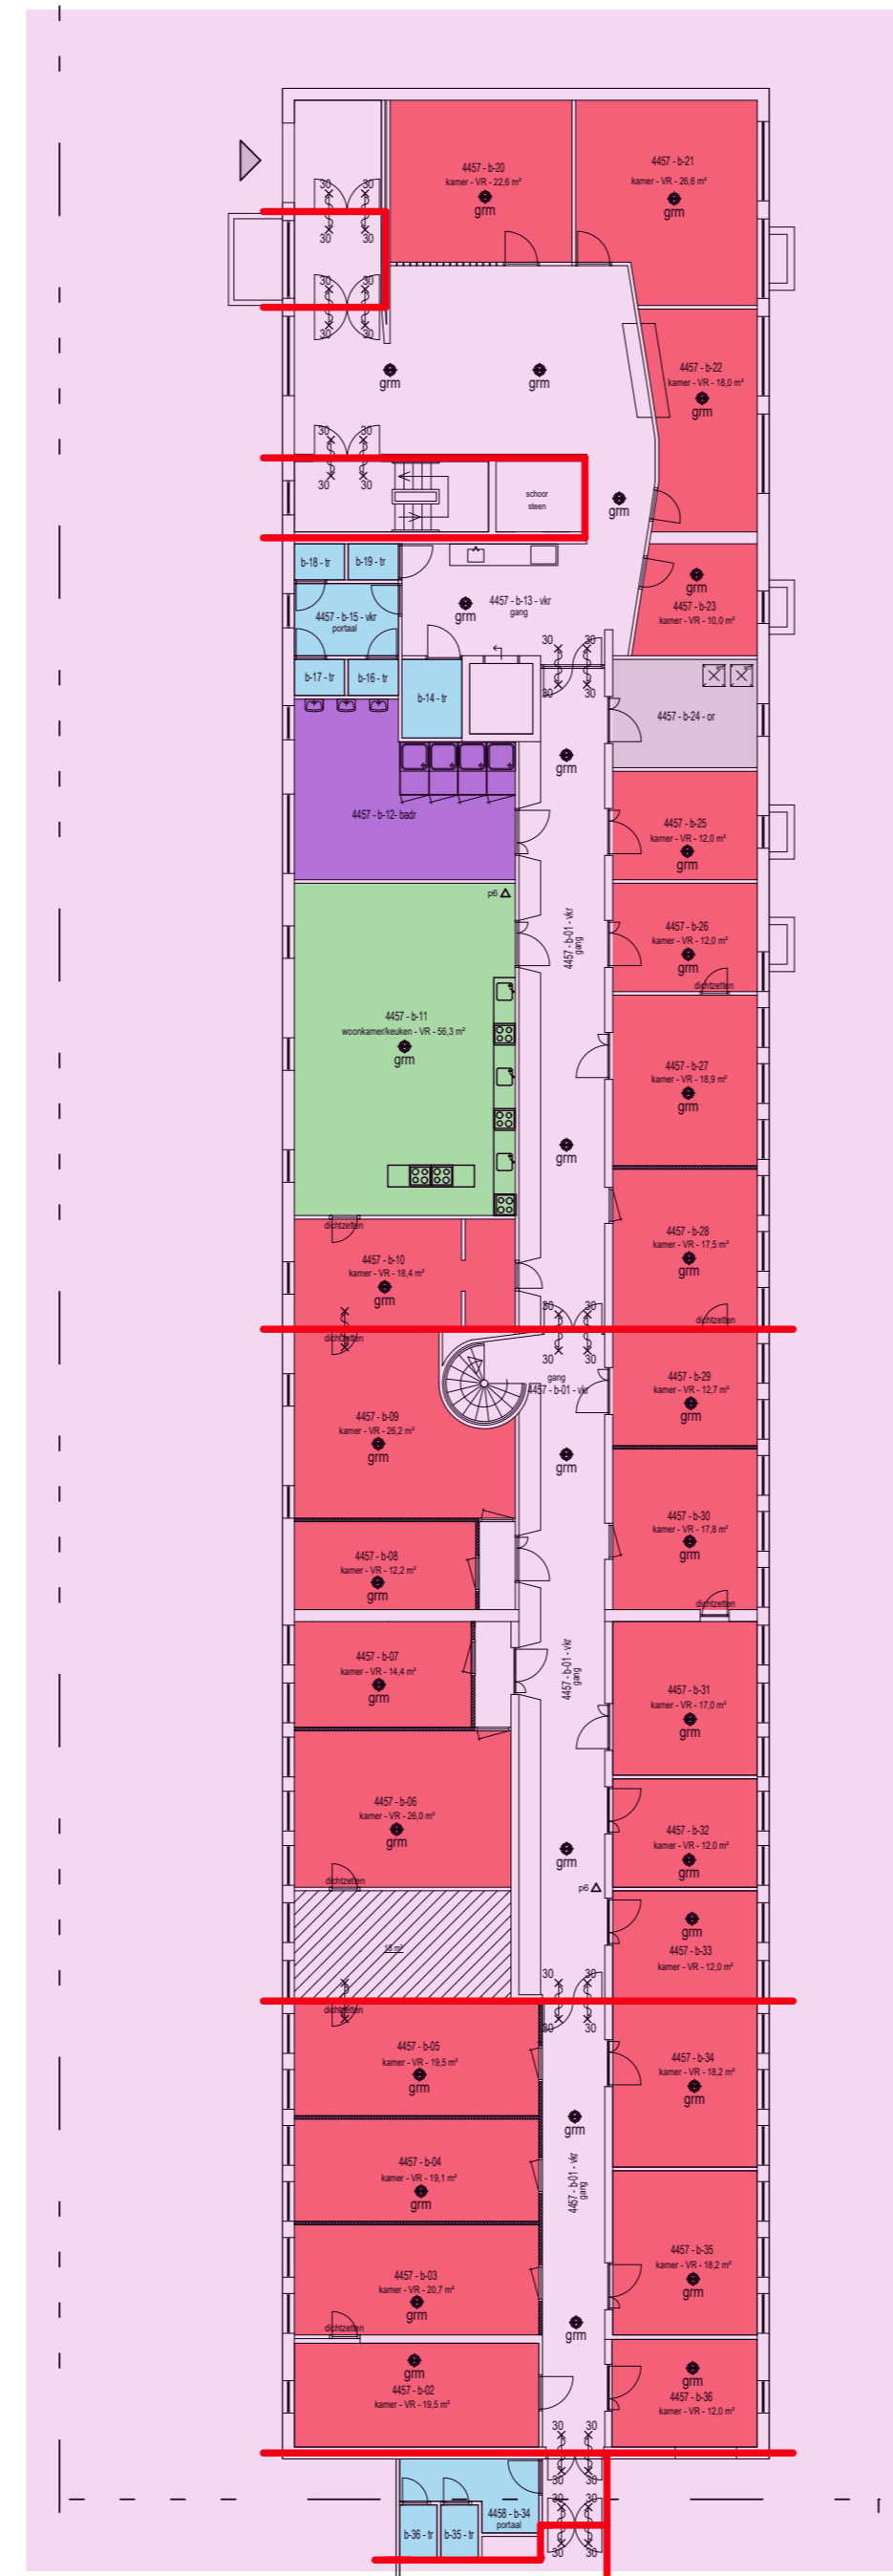 4457 - b-20
kamer - VR - 22,6 m²
grm
4457 - b-21
kamer - VR - 26,6 m²
grm
30 30
30 30
30 30
30 30
grm
grm
4457 - b-22
kamer - VR - 18,0 m²
grm
30 30
30 30
schoor
steen
grm
b-18 - tr
b-19 - tr
4457 - b-15 - vkr
portaal
4457 - b-13 - vkr
gang
grm
grm
4457 - b-23
kamer - VR - 10,0 m²
30 30
30 30
b-17 - tr
b-16 - tr
b-14 - tr
4457 - b-24 - or
grm
4457 - b-12- badr
4457 - b-25
kamer - VR - 12,0 m²
grm
p6
4457 - b-01 - vkr
gang
4457 - b-26
kamer - VR - 12,0 m²
grm
dichtzetten
4457 - b-11
woonkamer/keuken - VR - 56,3 m²
grm
4457 - b-27
kamer - VR - 18,9 m²
grm
grm
dichtzetten
4457 - b-10
kamer - VR - 18,4 m²
grm
4457 - b-28
kamer - VR - 17,5 m²
grm
30 30
30 30
dichtzetten
dichtzetten
gang
4457 - b-01 - vkr
4457 - b-29
kamer - VR - 12,7 m²
grm
4457 - b-09
kamer - VR - 26,2 m²
grm
grm
4457 - b-30
kamer - VR - 17,8 m²
grm
4457 - b-08
kamer - VR - 12,2 m²
grm
dichtzetten
4457 - b-07
kamer - VR - 14,4 m²
grm
4457 - b-01 - vkr
gang
4457 - b-31
kamer - VR - 17,0 m²
grm
4457 - b-06
kamer - VR - 26,0 m²
grm
grm
4457 - b-32
kamer - VR - 12,0 m²
grm
dichtzetten
p6
18 m²
grm
4457 - b-33
kamer - VR - 12,0 m²
30 30
30 30
dichtzetten
4457 - b-05
kamer - VR - 19,5 m²
grm
4457 - b-34
kamer - VR - 18,2 m²
grm
grm
4457 - b-04
kamer - VR - 19,1 m²
grm
4457 - b-01 - vkr
gang
4457 - b-35
kamer - VR - 18,2 m²
grm
4457 - b-03
kamer - VR - 20,7 m²
grm
dichtzetten
grm
grm
4457 - b-02
kamer - VR - 19,5 m²
grm
4457 - b-36
kamer - VR - 12,0 m²
30 30
30 30
30 30
30 30
4458 - b-34
portaal
b-36 - tr
b-35 - tr